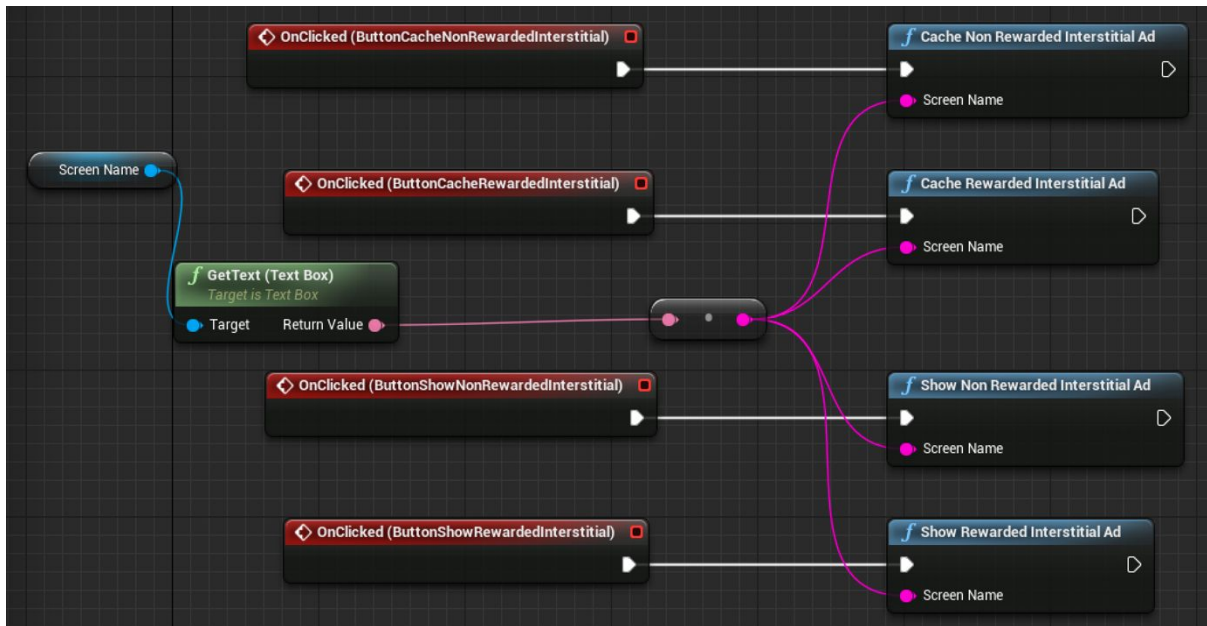 OnClicked (ButtonCacheNonRewardedInterstitial)
f Cache Non Rewarded Interstitial Ad
Screen Name
Screen Name
OnClicked (ButtonCacheRewardedInterstitial)
f Cache Rewarded Interstitial Ad
Screen Name
f GetText (Text Box)
Target is Text Box
Target Return Value
OnClicked (ButtonShowNonRewardedInterstitial)
f Show Non Rewarded Interstitial Ad
Screen Name
OnClicked (ButtonShowRewardedInterstitial)
f Show Rewarded Interstitial Ad
Screen Name